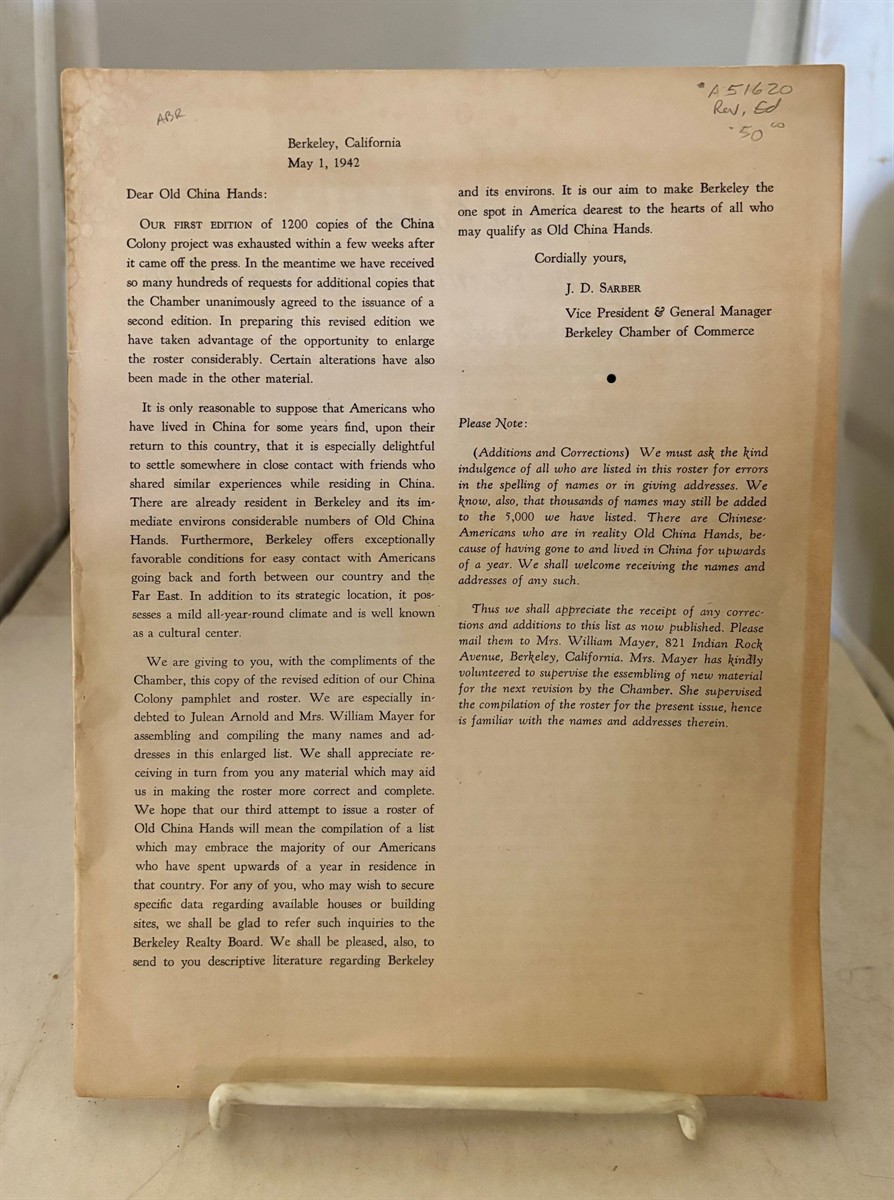 ABR
A51620
Rev, Ed
50 00
Berkeley, California
May 1, 1942
Dear Old China Hands:
OUR FIRST EDITION of 1200 copies of the China
Colony project was exhausted within a few weeks after
it came off the press. In the meantime we have received
so many hundreds of requests for additional copies that
the Chamber unanimously agreed to the issuance of a
second edition. In preparing this revised edition we
have taken advantage of the opportunity to enlarge
the roster considerably. Certain alterations have also
been made in the other material.
It is only reasonable to suppose that Americans who
have lived in China for some years find, upon their
return to this country, that it is especially delightful
to settle somewhere in close contact with friends who
shared similar experiences while residing in China.
There are already resident in Berkeley and its im-
mediate environs considerable numbers of Old China
Hands. Furthermore, Berkeley offers exceptionally
favorable conditions for easy contact with Americans
going back and forth between our country and the
Far East. In addition to its strategic location, it pos-
sesses a mild all-year-round climate and is well known
as a cultural center.
We are giving to you, with the compliments of the
Chamber, this copy of the revised edition of our China
Colony pamphlet and roster. We are especially in-
debted to Julean Arnold and Mrs. William Mayer for
assembling and compiling the many names and ad-
dresses in this enlarged list. We shall appreciate re-
ceiving in turn from you any material which may aid
us in making the roster more correct and complete.
We hope that our third attempt to issue a roster of
Old China Hands will mean the compilation of a list
which may embrace the majority of our Americans
who have spent upwards of a year in residence in
that country. For any of you, who may wish to secure
specific data regarding available houses or building
sites, we shall be glad to refer such inquiries to the
Berkeley Realty Board. We shall be pleased, also, to
send to you descriptive literature regarding Berkeley
and its environs. It is our aim to make Berkeley the
one spot in America dearest to the hearts of all who
may qualify as Old China Hands.
Cordially yours,
J. D. SARBER
Vice President & General Manager
Berkeley Chamber of Commerce
Please Note:
(Additions and Corrections) We must ask the kind
indulgence of all who are listed in this roster for errors
in the spelling of names or in giving addresses. We
know, also, that thousands of names may still be added
to the 5,000 we have listed. There are Chinese-
Americans who are in reality Old China Hands, be-
cause of having gone to and lived in China for upwards
of a year. We shall welcome receiving the names and
addresses of any such.
Thus we shall appreciate the receipt of any correc-
tions and additions to this list as now published. Please
mail them to Mrs. William Mayer, 821 Indian Rock
Avenue, Berkeley, California. Mrs. Mayer has kindly
volunteered to supervise the essembling of new material
for the next revision by the Chamber. She supervised
the compilation of the roster for the present issue, hence
is familiar with the names and addresses therein.